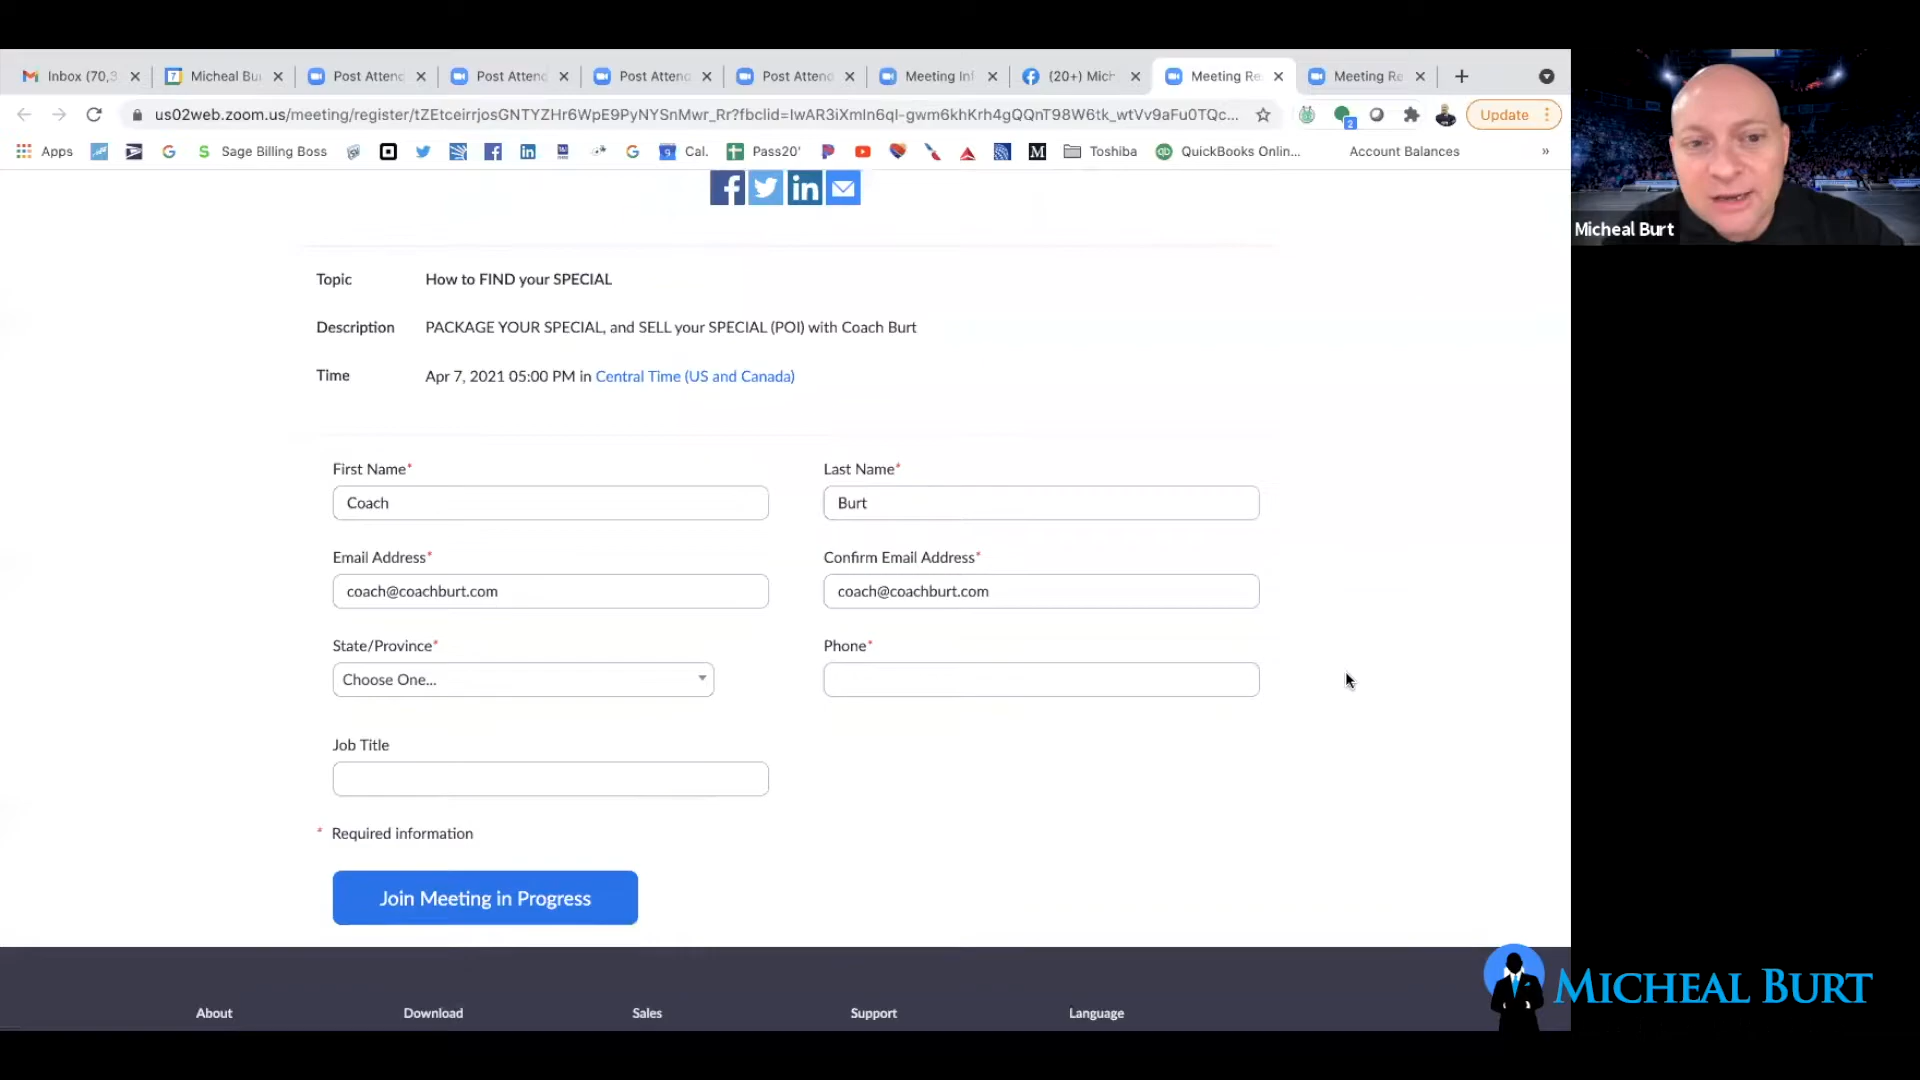 Inbox (70,3
Micheal Bu
Post Attend
Post Attend
Post Attend
Post Attend
Meeting Inf
(20+) Mich
Meeting Re
Meeting Re
us02web.zoom.us/meeting/register/tZEtceirrjosGNTYZHr6WpE9PyNYSnMwr_Rr?fbclid=IwAR3iXmln6ql-gwm6khKrh4gQQnT98W6tk_wtVv9aFu0TQc...
2
Update
Apps
Sage Billing Boss
Cal.
Pass20'
Toshiba
QuickBooks Onlin...
Account Balances
»
Micheal Burt
Topic How to FIND your SPECIAL
Description PACKAGE YOUR SPECIAL, and SELL your SPECIAL (POI) with Coach Burt
Time Apr 7, 2021 05:00 PM in Central Time (US and Canada)
First Name* Last Name*
Coach Burt
Email Address* Confirm Email Address*
coach@coachburt.com coach@coachburt.com
State/Province* Phone*
Choose One...
Job Title
* Required information
Join Meeting in Progress
About Download Sales Support Language
MICHEAL BURT